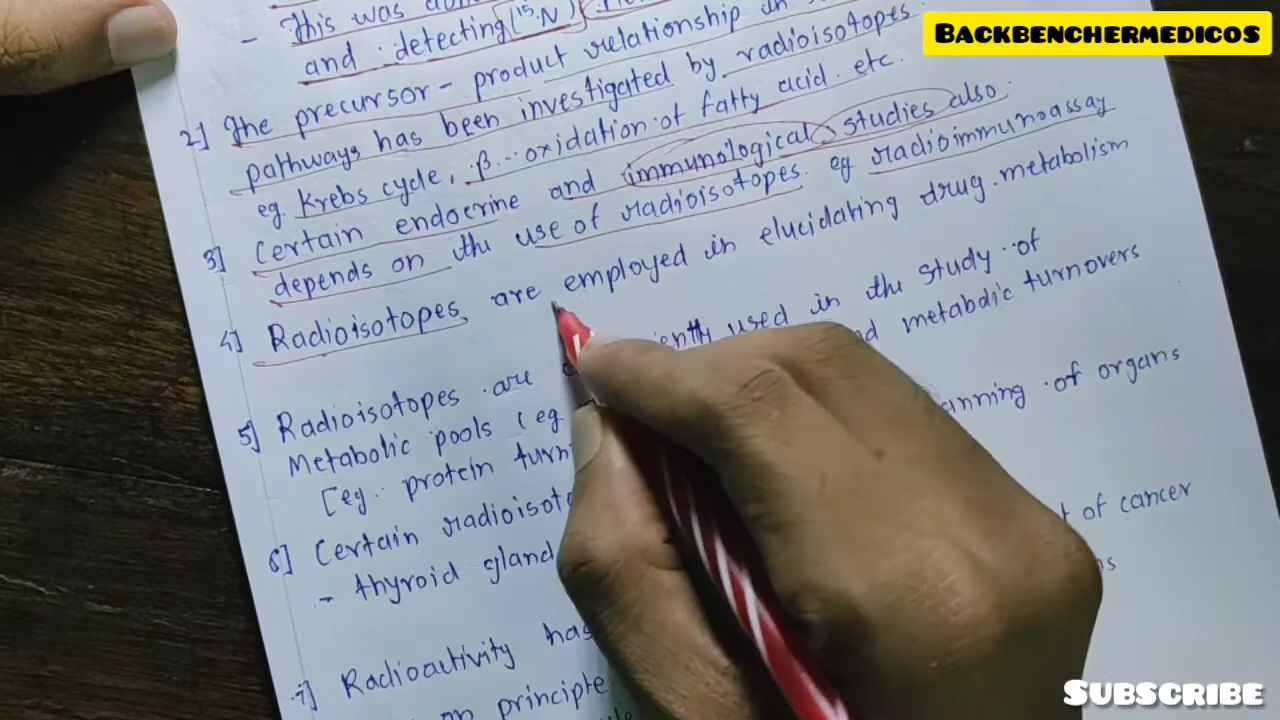 BACKBENCHERMEDICOS
- This was
and detecting (15N)
2] The precursor - product relationship in
pathways has been investigated by radioisotopes.
eg. Krebs cycle, β-oxidation of fatty acid. etc.
3] Certain endocrine and immunological studies also
depends on the use of radioisotopes. eg radioimmunoassay
4] Radioisotopes are employed in elucidating drug metabolism
5] Radioisotopes are used in the study of
Metabolic pools (eg and metabolic turnovers
[eg. protein
6] Certain of organs
- thyroid gland of cancer
7] Radioactivity has
on principle
SUBSCRIBE